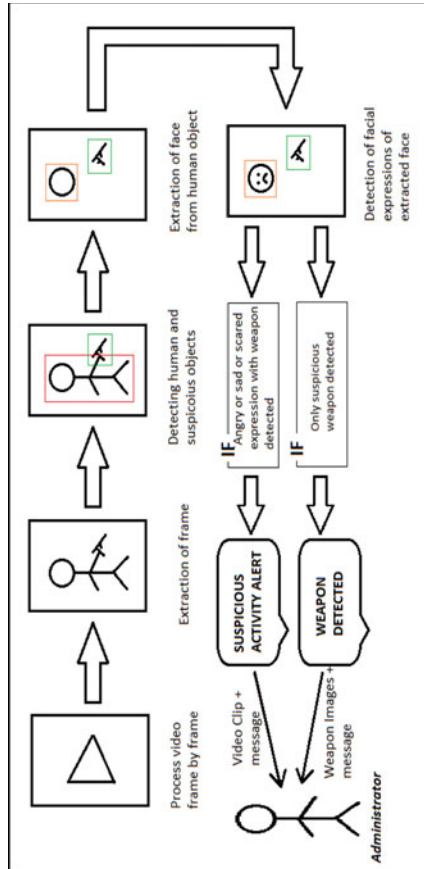 Process video
frame by frame
Extraction of frame
Detecting human and
suspicoius objects
Extraction of face
from human object
Detection of facial
expressions of
extracted face
IF
Angry or sad or scared
expression with weapon
detected
IF
Only suspicious
weapon detected
SUSPICIOUS
ACTIVITY ALERT
WEAPON
DETECTED
Video Clip +
message
Weapon Images +
message
Administrator